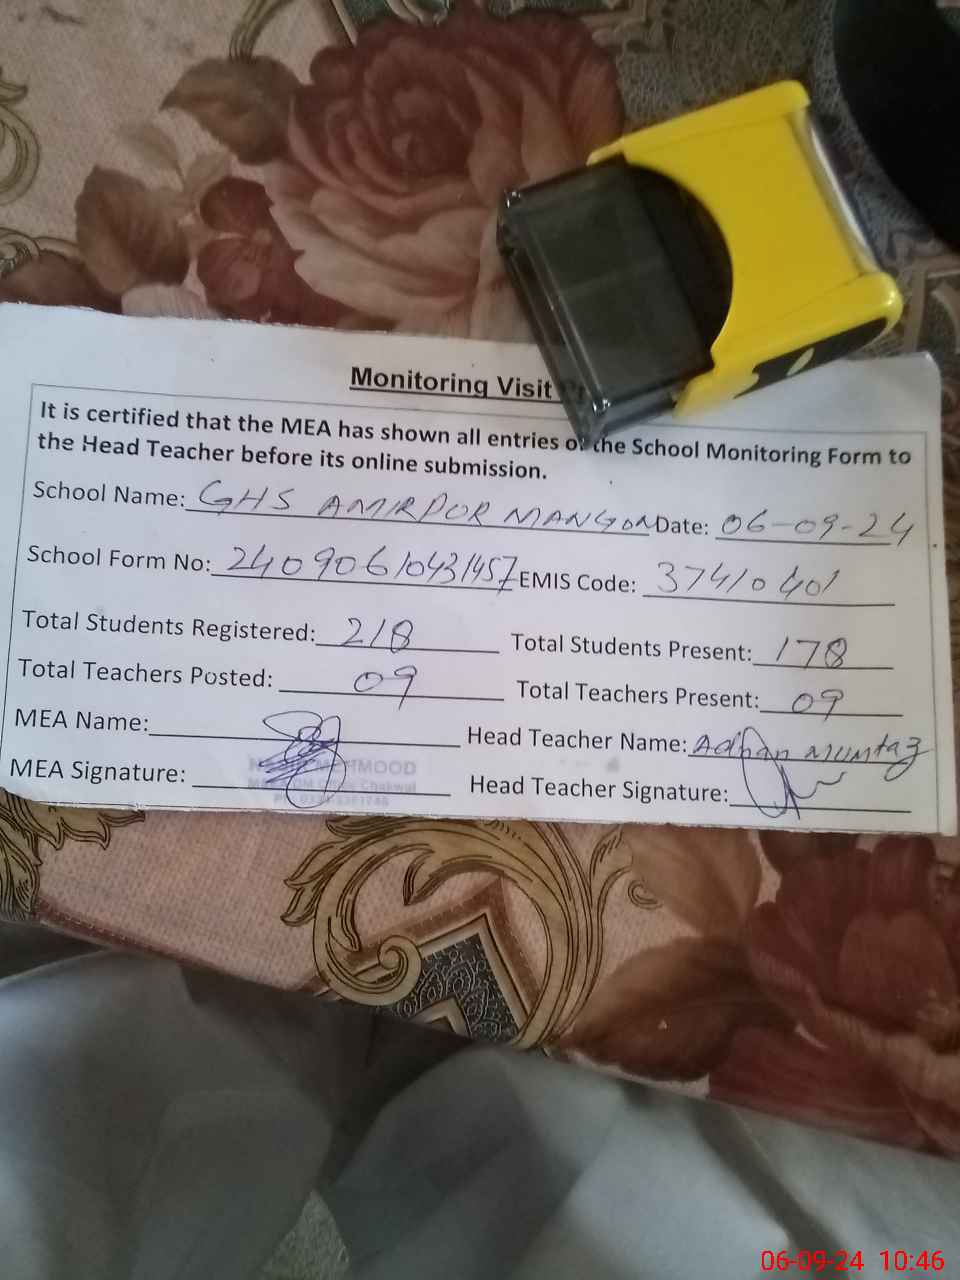 Monitoring Visit
It is certified that the MEA has shown all entries of the School Monitoring Form to
the Head Teacher before its online submission.
School Name: GHS AMIRPOR MANGON Date: 06-09-24
School Form No: 24090610431457 EMIS Code: 37410401
Total Students Registered: 218 Total Students Present: 178
Total Teachers Posted: 09 Total Teachers Present: 09
MEA Name: Head Teacher Name: Adnan Mumtaz
MEA Signature: Head Teacher Signature:
MOOD
Chakwal
06-09-24 10:46